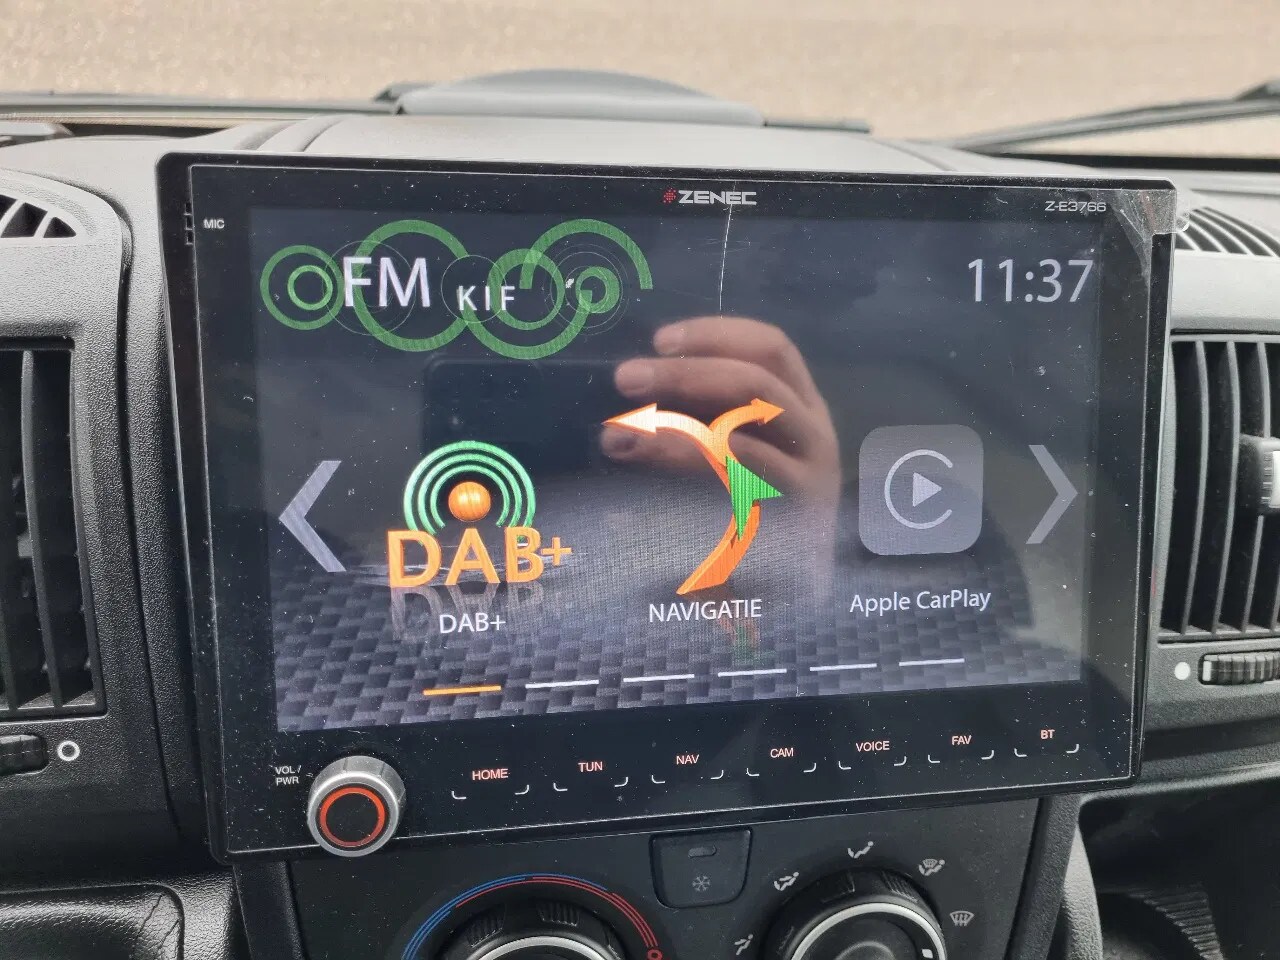 ZENEC
Z-E3766
MIC
FM KIF
11:37
DAB+
DAB+
NAVIGATIE
Apple CarPlay
VOL/
PWR
HOME TUN NAV CAM VOICE FAV BT